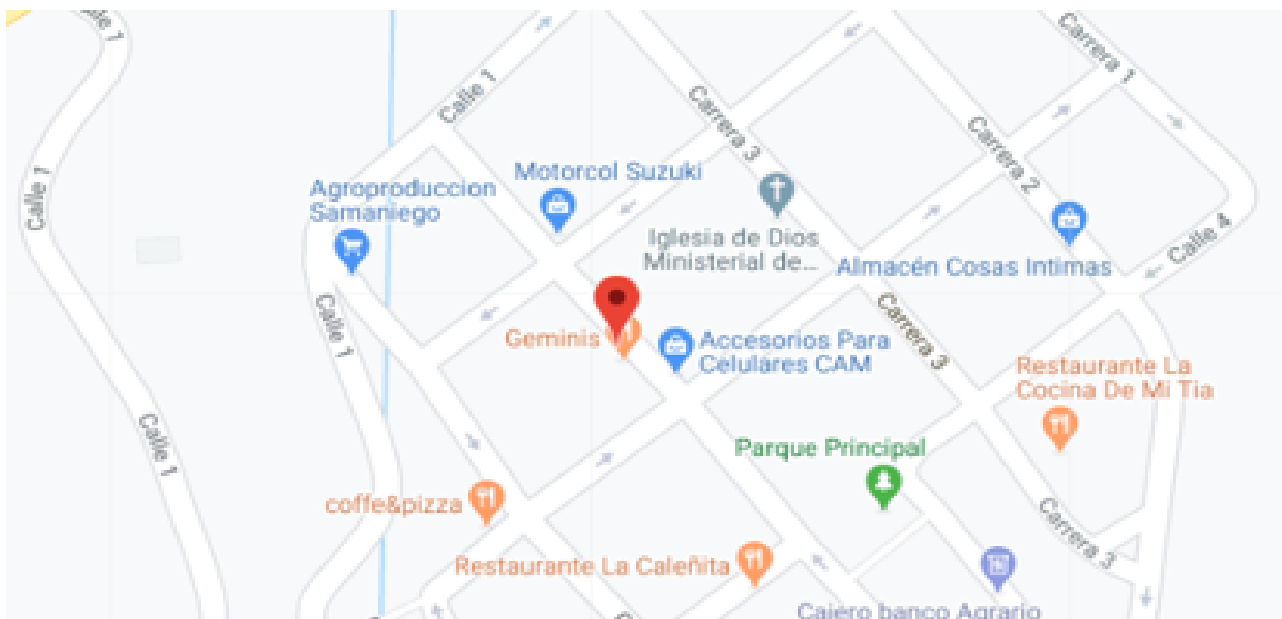 Calle 1
Carrera 1
Calle 1
Carrera 3
Carrera 2
Motorcol Suzuki
Agroproduccion
Samaniego
Calle 1
Iglesia de Dios
Ministerial de...
Calle 4
Almacén Cosas Intimas
Calle 1
Carrera 3
Geminis
Accesorios Para
Celulares CAM
Restaurante La
Cocina De Mi Tia
Calle 1
Parque Principal
coffe&pizza
Carrera 3
Restaurante La Caleñita
Cajero banco Agrario